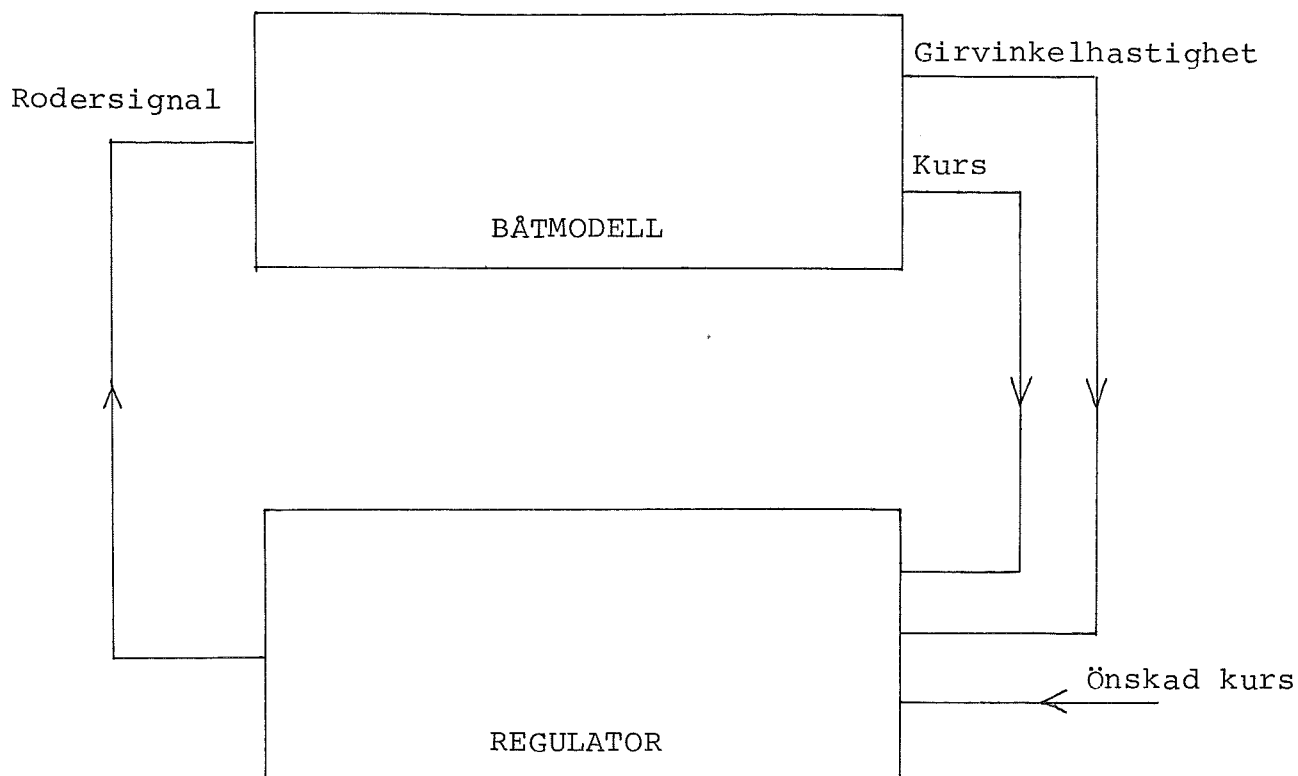 Girvinkelhastighet
Rodersignal
Kurs
BÅTMODELL
Önskad kurs
REGULATOR